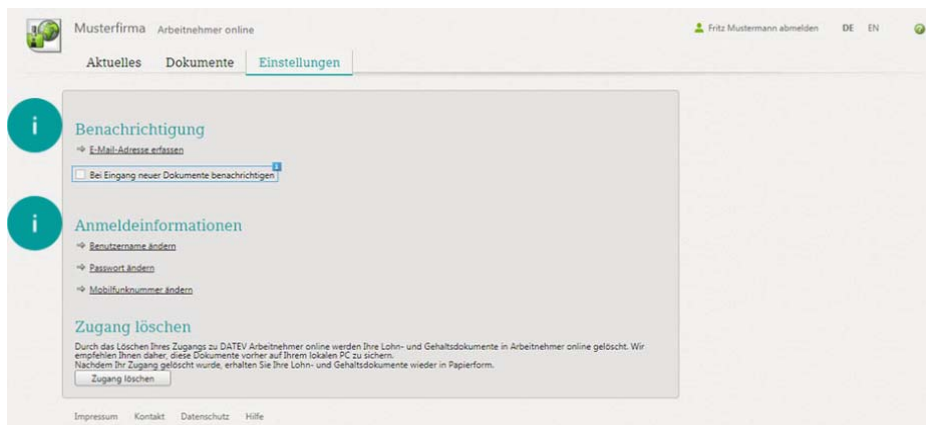 Musterfirma Arbeitnehmer online
Fritz Mustermann abmelden DE EN
Aktuelles Dokumente Einstellungen
i
Benachrichtigung
E-Mail-Adresse erfassen
Bei Eingang neuer Dokumente benachrichtigen
i
Anmeldeinformationen
Benutzername ändern
Passwort ändern
Mobilfunknummer ändern
Zugang löschen
Durch das Löschen Ihres Zugangs zu DATEV Arbeitnehmer online werden Ihre Lohn- und Gehaltsdokumente in Arbeitnehmer online gelöscht. Wir
empfehlen Ihnen daher, diese Dokumente vorher auf Ihrem lokalen PC zu sichern.
Nachdem Ihr Zugang gelöscht wurde, erhalten Sie Ihre Lohn- und Gehaltsdokumente wieder in Papierform.
Zugang löschen
Impressum Kontakt Datenschutz Hilfe